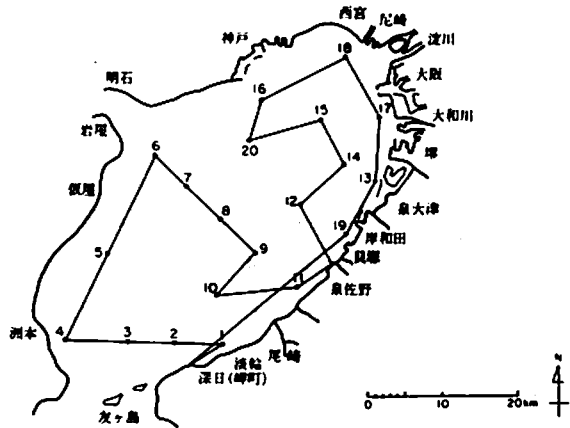 西宮
尼崎
神戸
淀川
18
大阪
明石
16
15
17
大和川
岩屋
20
堺
6
14
7
13
仮屋
12
泉大津
8
19
岸和田
5
9
貝塚
11
10
泉佐野
洲本
4
3
2
1
淡輪
尾崎
深日(岬町)
友ヶ島
N
0
10
20km